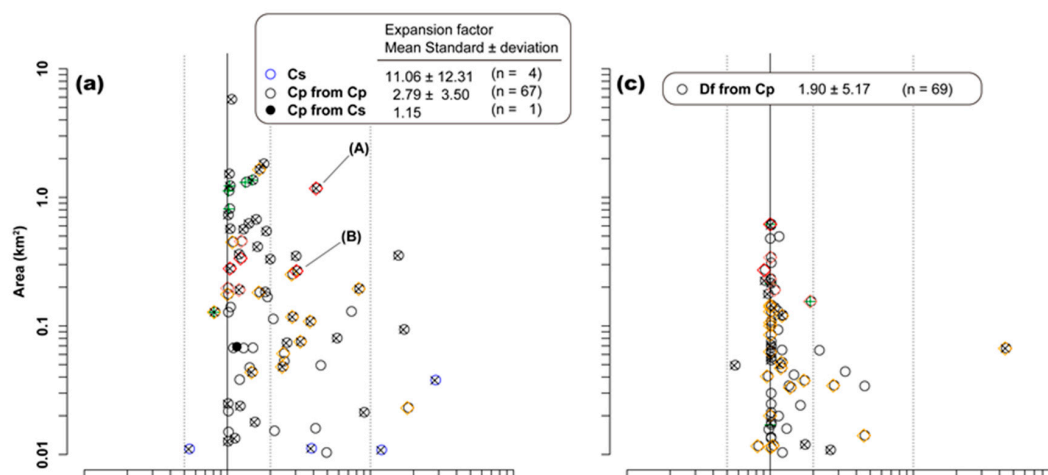 Expansion factor
Mean Standard ± deviation
Cs 11.06 ± 12.31 (n = 4)
Cp from Cp 2.79 ± 3.50 (n = 67)
Cp from Cs 1.15 (n = 1)
(a)
(A)
(B)
Area (km²)
10
1.0
0.1
0.01
(c)
Df from Cp 1.90 ± 5.17 (n = 69)